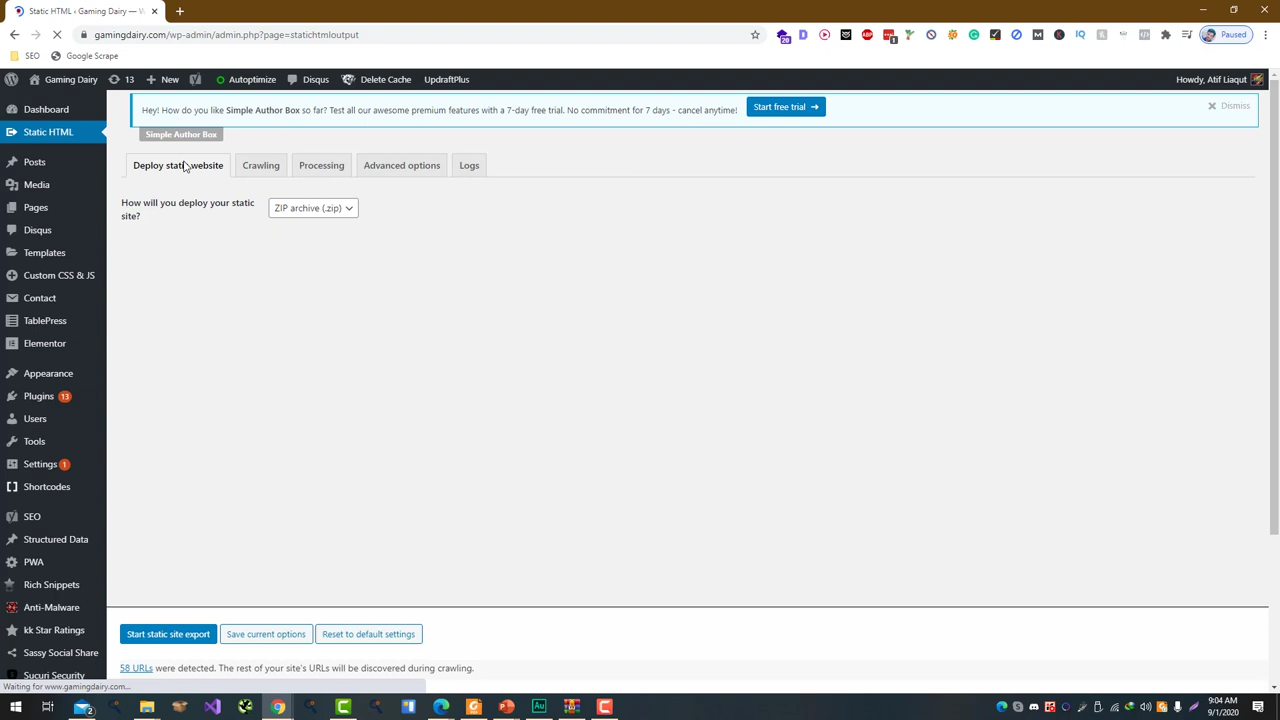 Static HTML ‹ Gaming Dairy — W
gamingdairy.com/wp-admin/admin.php?page=statichtmloutput
Paused
SEO
Google Scrape
Gaming Dairy
13
New
Autoptimize
Disqus
Delete Cache
UpdraftPlus
Howdy, Atif Liaqut
Dashboard
Static HTML
Posts
Media
Pages
Disqus
Templates
Custom CSS & JS
Contact
TablePress
Elementor
Appearance
Plugins 13
Users
Tools
Settings 1
Shortcodes
SEO
Structured Data
PWA
Rich Snippets
Anti-Malware
kk Star Ratings
Sassy Social Share
Sucuri Security
Hey! How do you like Simple Author Box so far? Test all our awesome premium features with a 7-day free trial. No commitment for 7 days - cancel anytime!
Start free trial
Dismiss
Simple Author Box
Deploy static website
Crawling
Processing
Advanced options
Logs
How will you deploy your static
site?
ZIP archive (.zip)
Start static site export
Save current options
Reset to default settings
58 URLs were detected. The rest of your site's URLs will be discovered during crawling.
Waiting for www.gamingdairy.com...
9:04 AM
9/1/2020